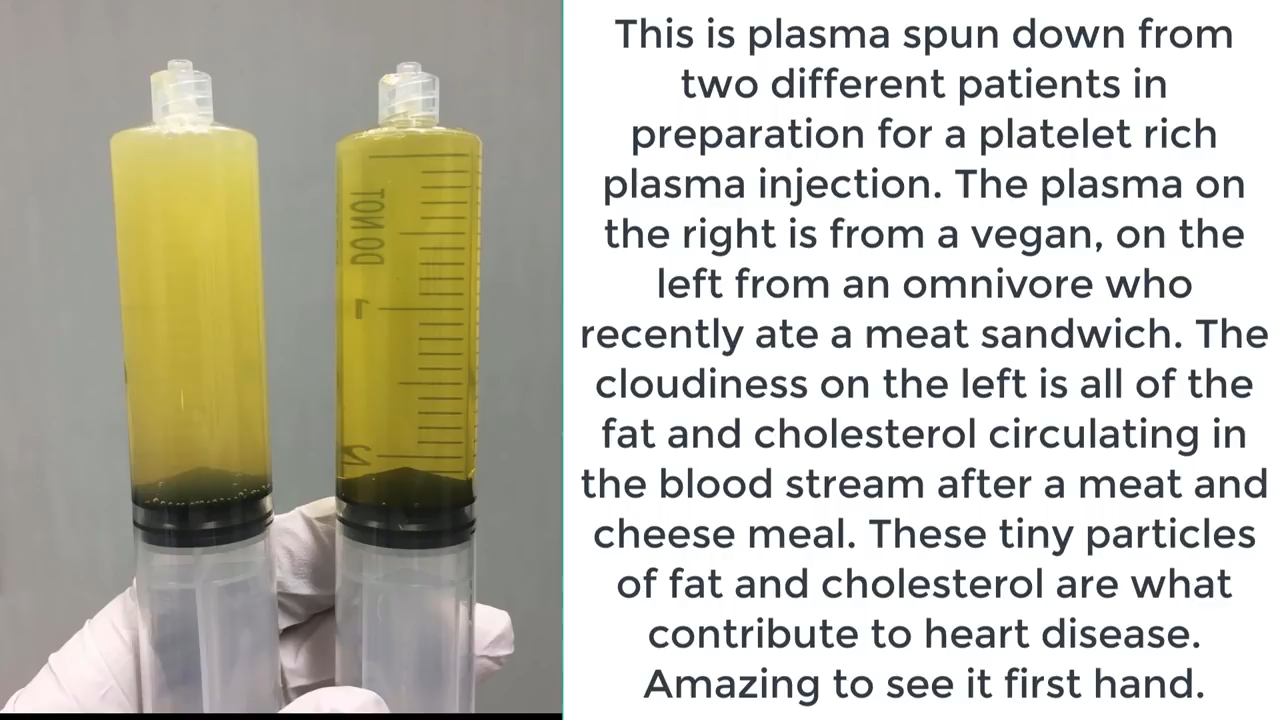 This is plasma spun down from
two different patients in
preparation for a platelet rich
plasma injection. The plasma on
the right is from a vegan, on the
left from an omnivore who
recently ate a meat sandwich. The
cloudiness on the left is all of the
fat and cholesterol circulating in
the blood stream after a meat and
cheese meal. These tiny particles
of fat and cholesterol are what
contribute to heart disease.
Amazing to see it first hand.
DO NOT
1
2